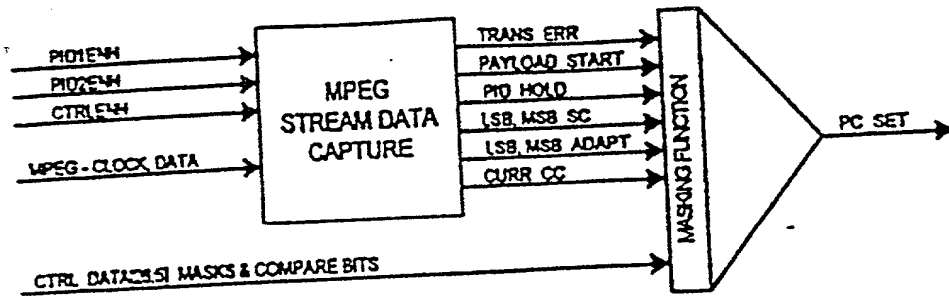 PID1ENH
PID2ENH
CTRLENH
MPEG - CLOCK, DATA
MPEG
STREAM DATA
CAPTURE
TRANS ERR
PAYLOAD START
PID HOLD
LSB, MSB SC
LSB, MSB ADAPT
CURR CC
MASKING FUNCTION
PC SET
CTRL MASKS & COMPARE BITS